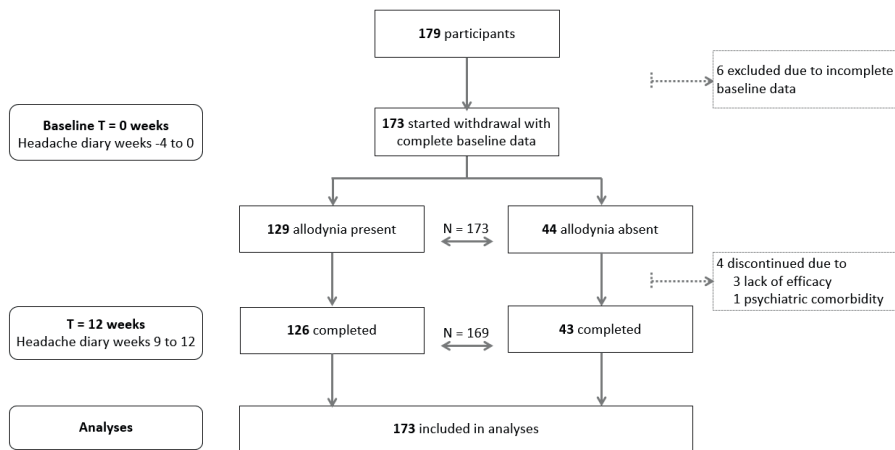 179 participants
6 excluded due to incomplete
baseline data
Baseline T = 0 weeks
Headache diary weeks -4 to 0
173 started withdrawal with
complete baseline data
129 allodynia present
N = 173
44 allodynia absent
4 discontinued due to
3 lack of efficacy
1 psychiatric comorbidity
T = 12 weeks
Headache diary weeks 9 to 12
126 completed
N = 169
43 completed
Analyses
173 included in analyses